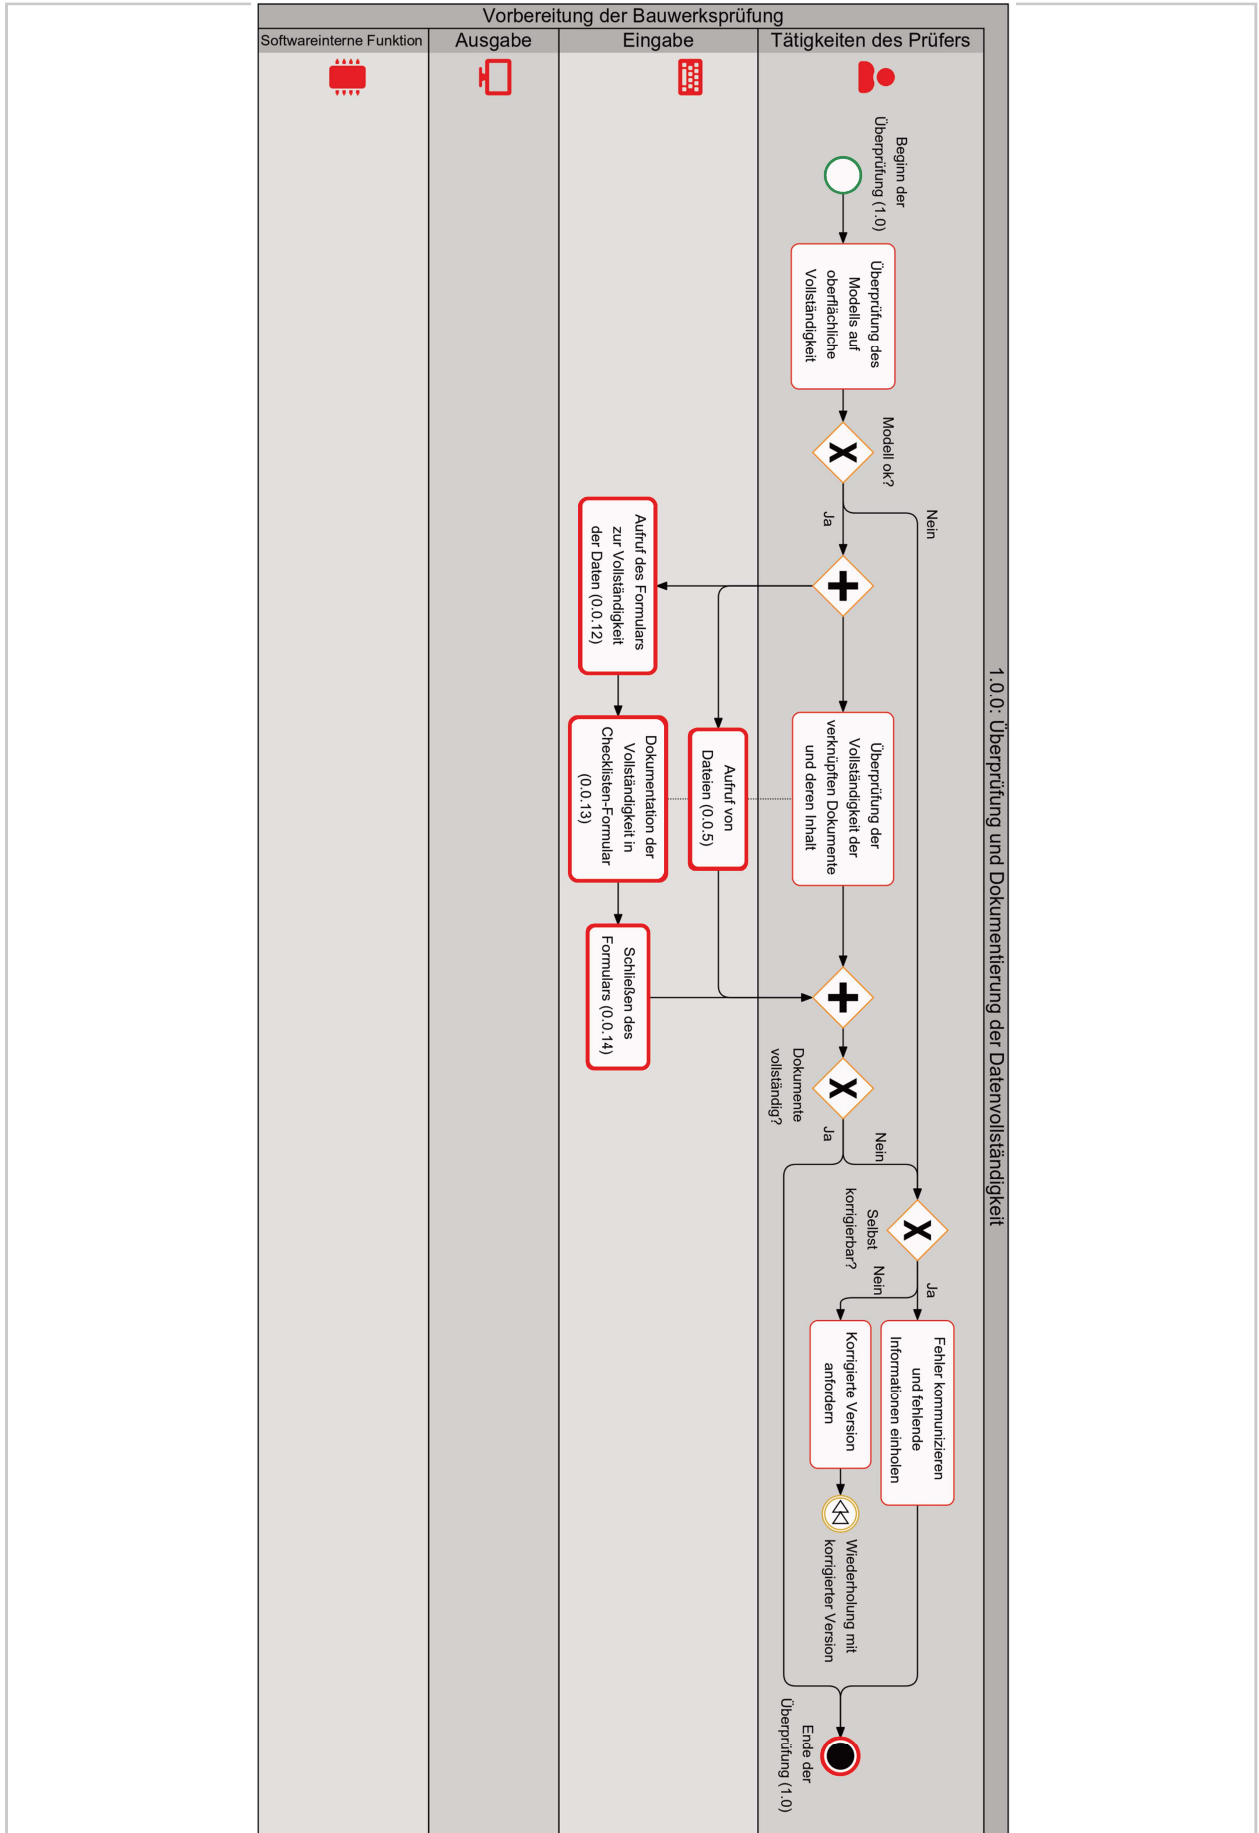 Vorbereitung der Bauwerksprüfung
Softwareinterne Funktion
Ausgabe
Eingabe
Tätigkeiten des Prüfers
1.0.0: Überprüfung und Dokumentierung der Datenvollständigkeit
Beginn der
Überprüfung (1.0)
Überprüfung des
Modells auf
oberflächliche
Vollständigkeit
Modell ok?
Nein
Ja
Aufruf des Formulars
zur Vollständigkeit
der Daten (0.0.12)
Überprüfung der
Vollständigkeit der
verknüpften Dokumente
und deren Inhalt
Aufruf von
Dateien (0.0.5)
Dokumentation der
Vollständigkeit in
Checklisten-Formular
(0.0.13)
Schließen des
Formulars (0.0.14)
Dokumente
vollständig?
Nein
Ja
Selbst
korrigierbar?
Ja
Nein
Fehler kommunizieren
und fehlende
Informationen einholen
Korrigierte Version
anfordern
Wiederholung mit
korrigierter Version
Ende der
Überprüfung (1.0)